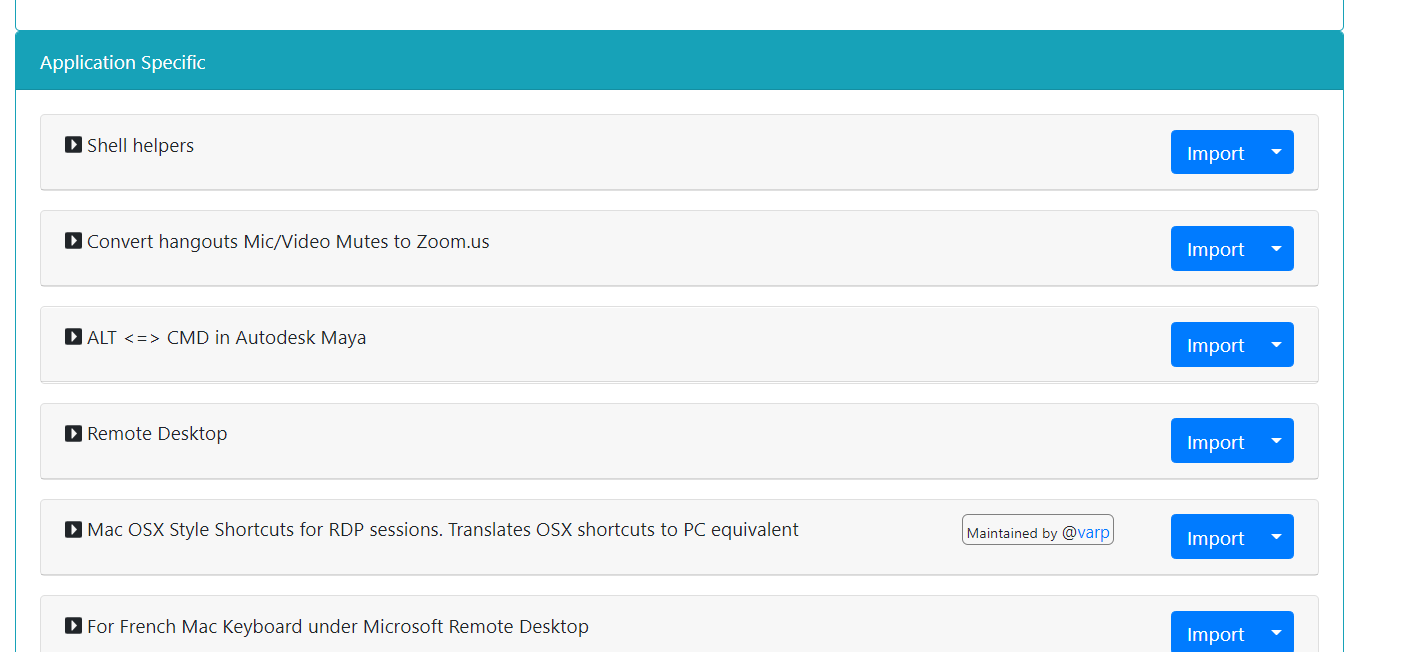 Application Specific
Shell helpers
Import
Convert hangouts Mic/Video Mutes to Zoom.us
Import
ALT <=> CMD in Autodesk Maya
Import
Remote Desktop
Import
Mac OSX Style Shortcuts for RDP sessions. Translates OSX shortcuts to PC equivalent
Maintained by @varp
Import
For French Mac Keyboard under Microsoft Remote Desktop
Import